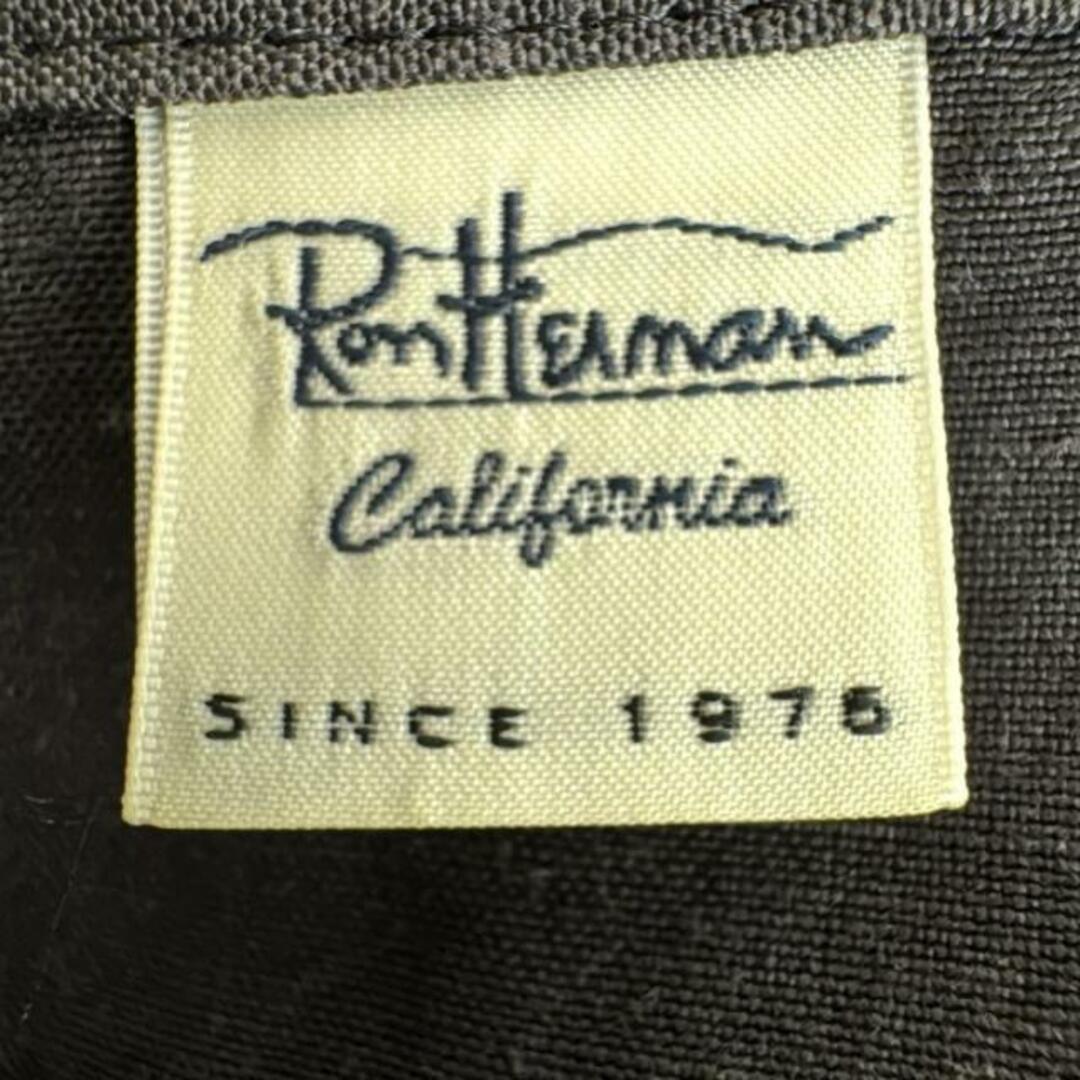 Ron Herman
California
SINCE 1976